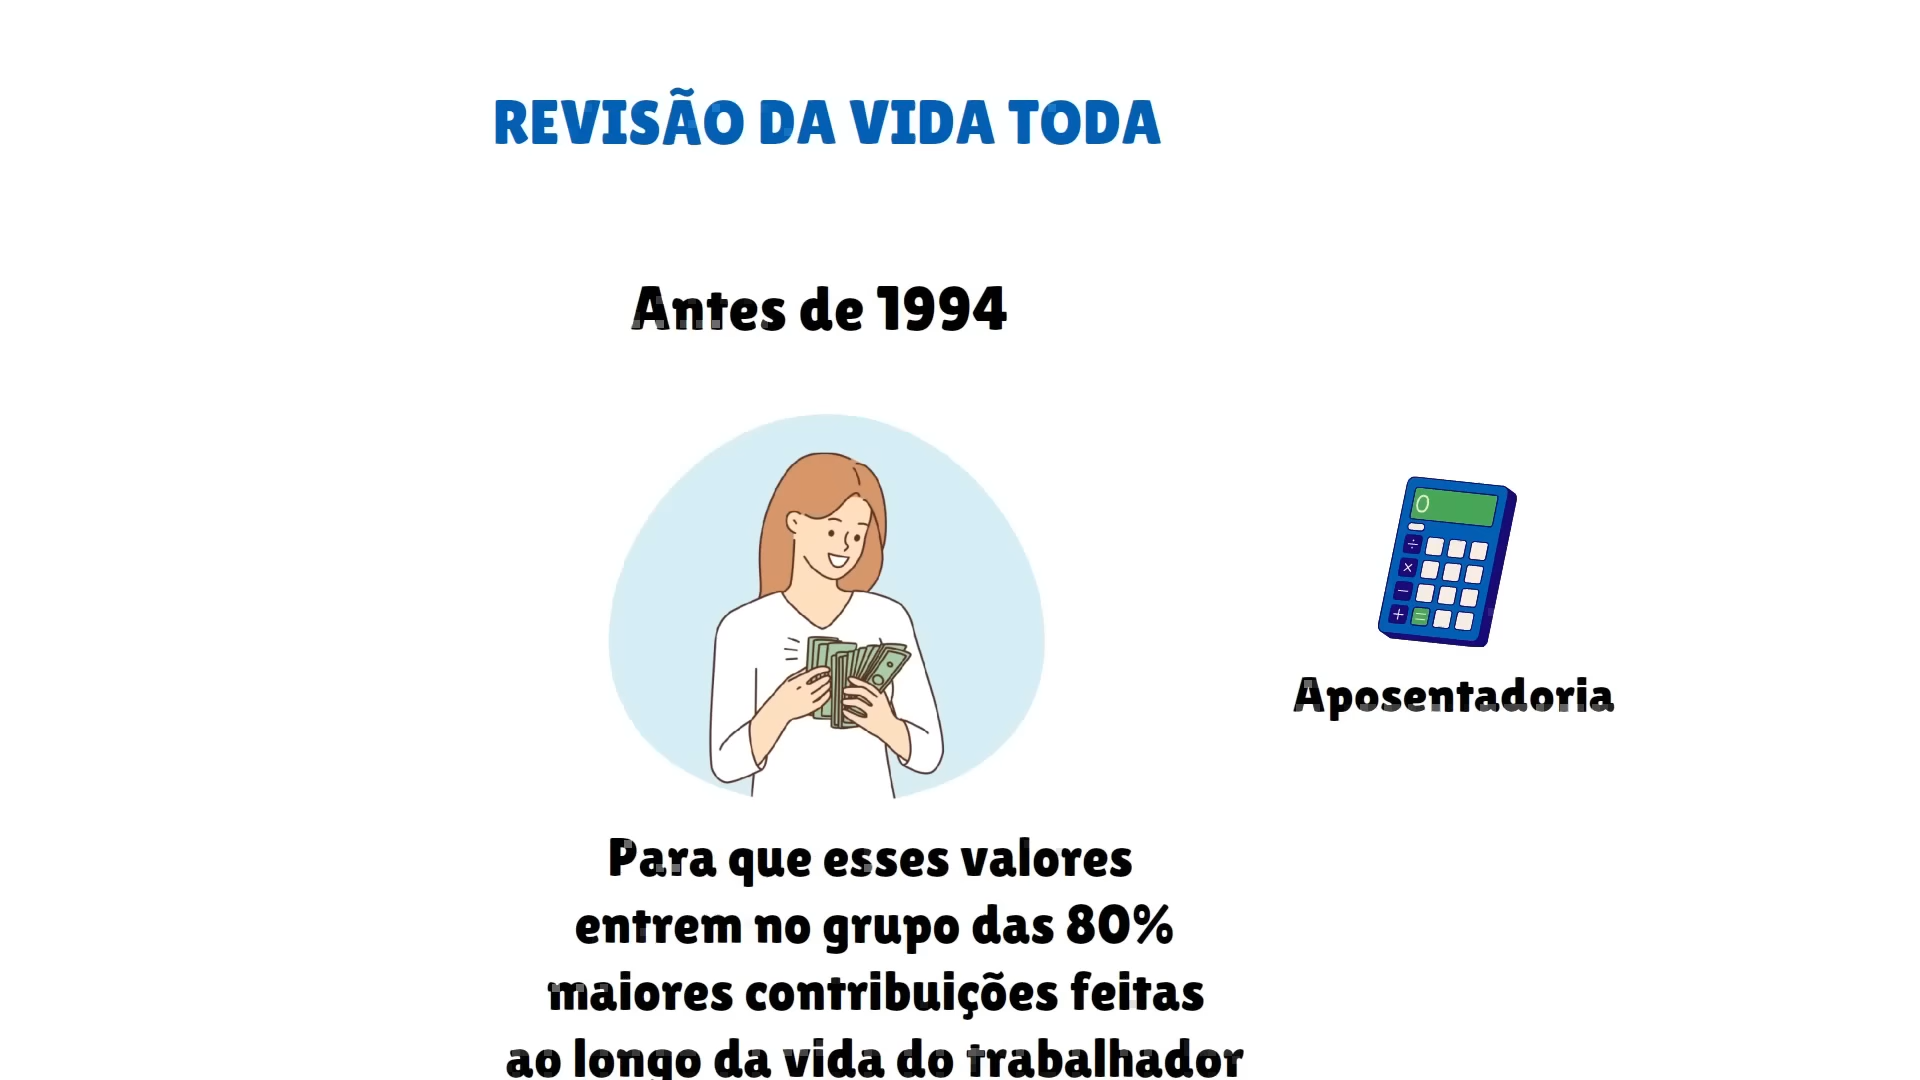 REVISÃO DA VIDA TODA
Antes de 1994
0
÷
×
−
+ =
Aposentadoria
Para que esses valores
entrem no grupo das 80%
maiores contribuições feitas
ao longo da vida do trabalhador